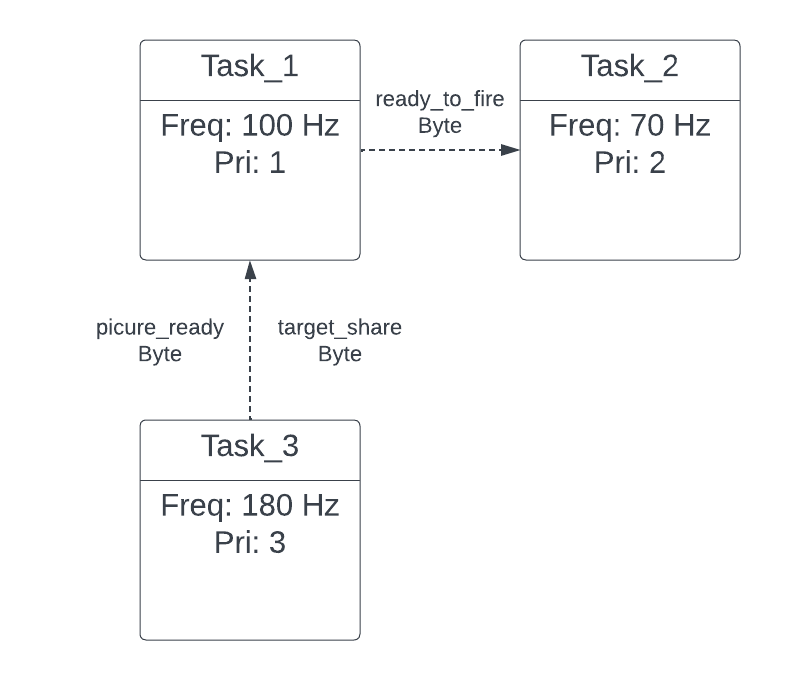 Task_1
Freq: 100 Hz
Pri: 1
ready_to_fire
Byte
Task_2
Freq: 70 Hz
Pri: 2
picure_ready
Byte
target_share
Byte
Task_3
Freq: 180 Hz
Pri: 3